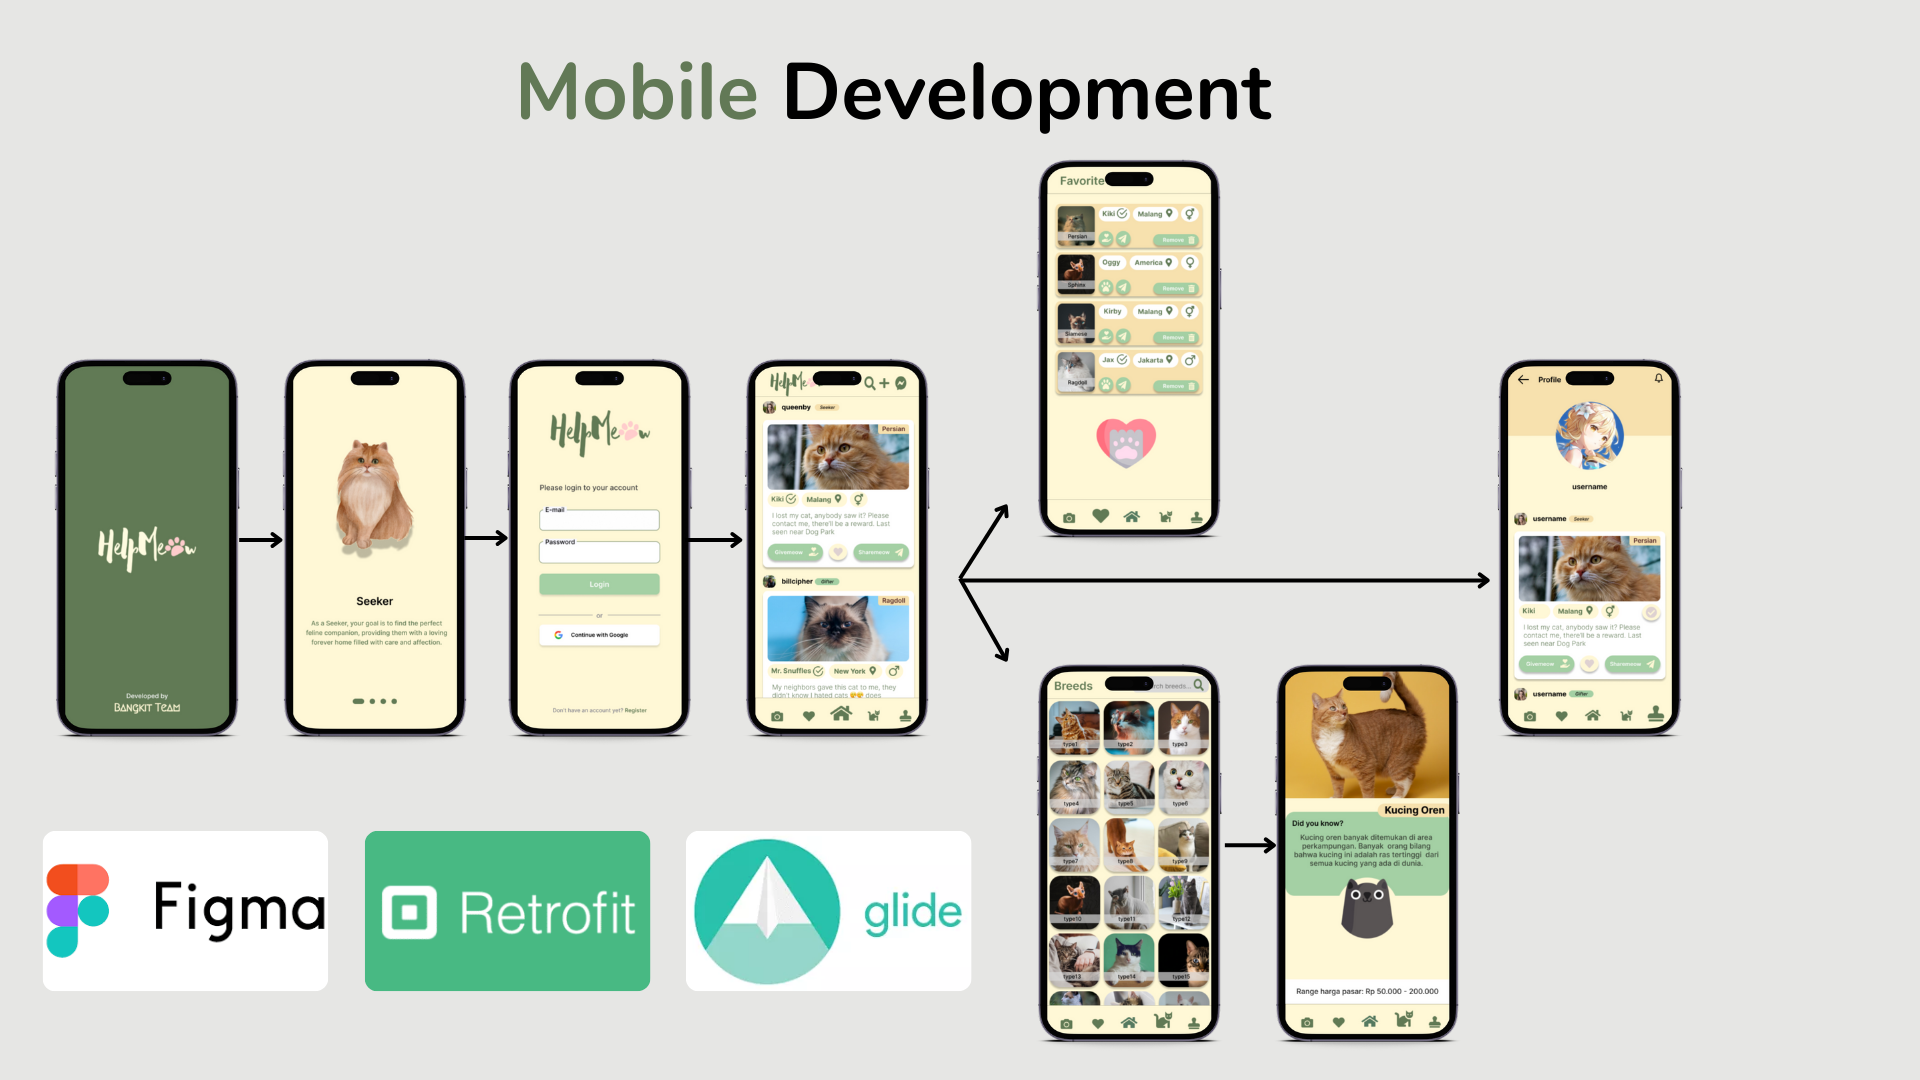 Mobile Development
HelpMeow
Developed by
BANGKIT TEAM
Seeker
As a Seeker, your goal is to find the perfect
feline companion, providing them with a loving
forever home filled with care and affection.
HelpMeow
Please login to your account
E-mail
Password
Login
or
Continue with Google
Don't have an account yet? Register
HelpMe
queenby Seeker
Persian
Kiki Malang
I lost my cat, anybody saw it? Please
contact me, there'll be a reward. Last
seen near Dog Park
Givemeow Sharemeow
billcipher Gifter
Ragdoll
Mr. Snuffles New York
My neighbors gave this cat to me, they
didn't know I hated cats 😿😿 does
Favorite
Kiki Malang
Persian
Remove
Oggy America
Sphinx
Remove
Kirby Malang
Siamese
Remove
Jax Jakarta
Ragdoll
Remove
Breeds
rch breeds...
type1 type2 type3
type4 type5 type6
type7 type8 type9
type10 type11 type12
type13 type14 type15
Kucing Oren
Did you know?
Kucing oren banyak ditemukan di area
perkampungan. Banyak orang bilang
bahwa kucing ini adalah ras tertinggi dari
semua kucing yang ada di dunia.
Range harga pasar: Rp 50.000 - 200.000
Profile
username
username Seeker
Persian
Kiki Malang
I lost my cat, anybody saw it? Please
contact me, there'll be a reward. Last
seen near Dog Park
Givemeow Sharemeow
username Gifter
Figma
Retrofit
glide